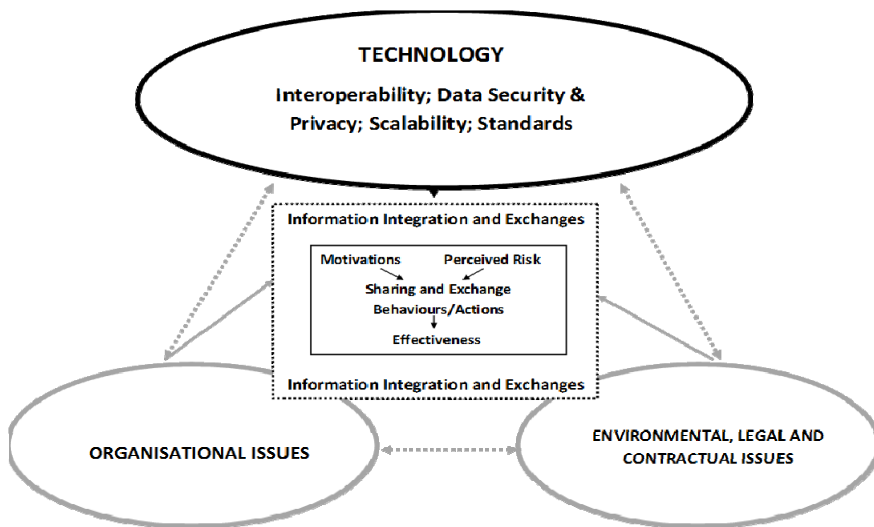 TECHNOLOGY
Interoperability; Data Security &
Privacy; Scalability; Standards
Information Integration and Exchanges
Motivations Perceived Risk
Sharing and Exchange
Behaviours/Actions
Effectiveness
Information Integration and Exchanges
ORGANISATIONAL ISSUES
ENVIRONMENTAL, LEGAL AND
CONTRACTUAL ISSUES